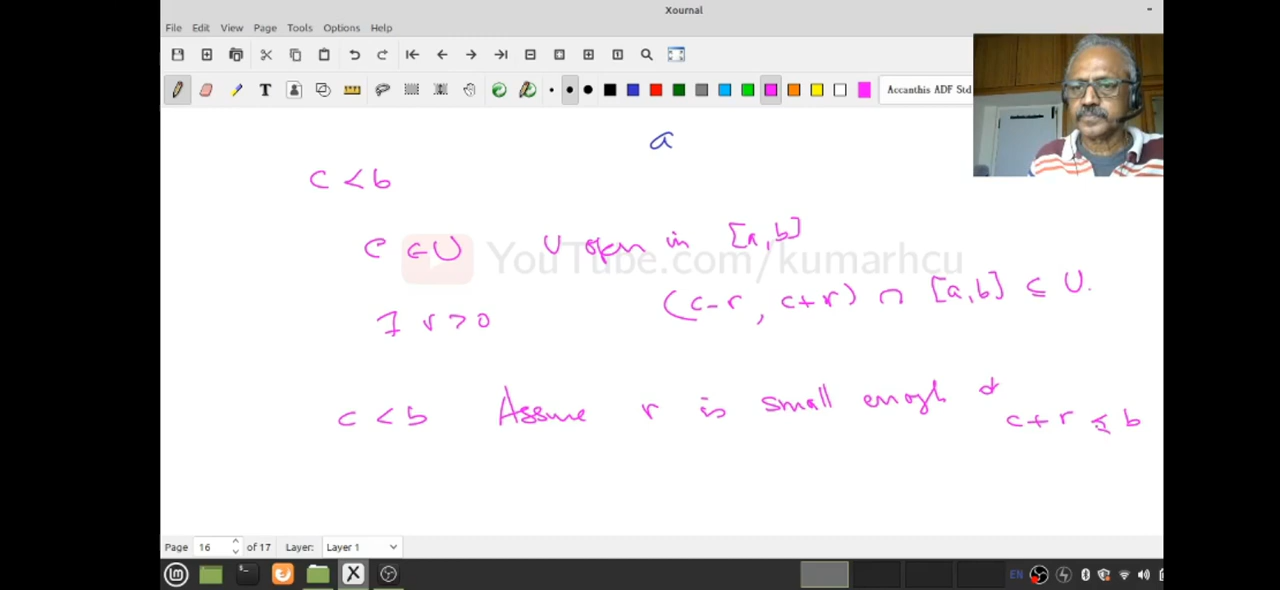 Xournal
File Edit View Page Tools Options Help
Accanthis ADF Std
a
c < b
c ∈ U U open in [a, b]
YouTube.com/kumarhcu
∃ r > 0 (c-r, c+r) ∩ [a, b] ⊆ U.
c < b Assume r is small enough
c+r ≤ b
Page 16 of 17 Layer: Layer 1
EN